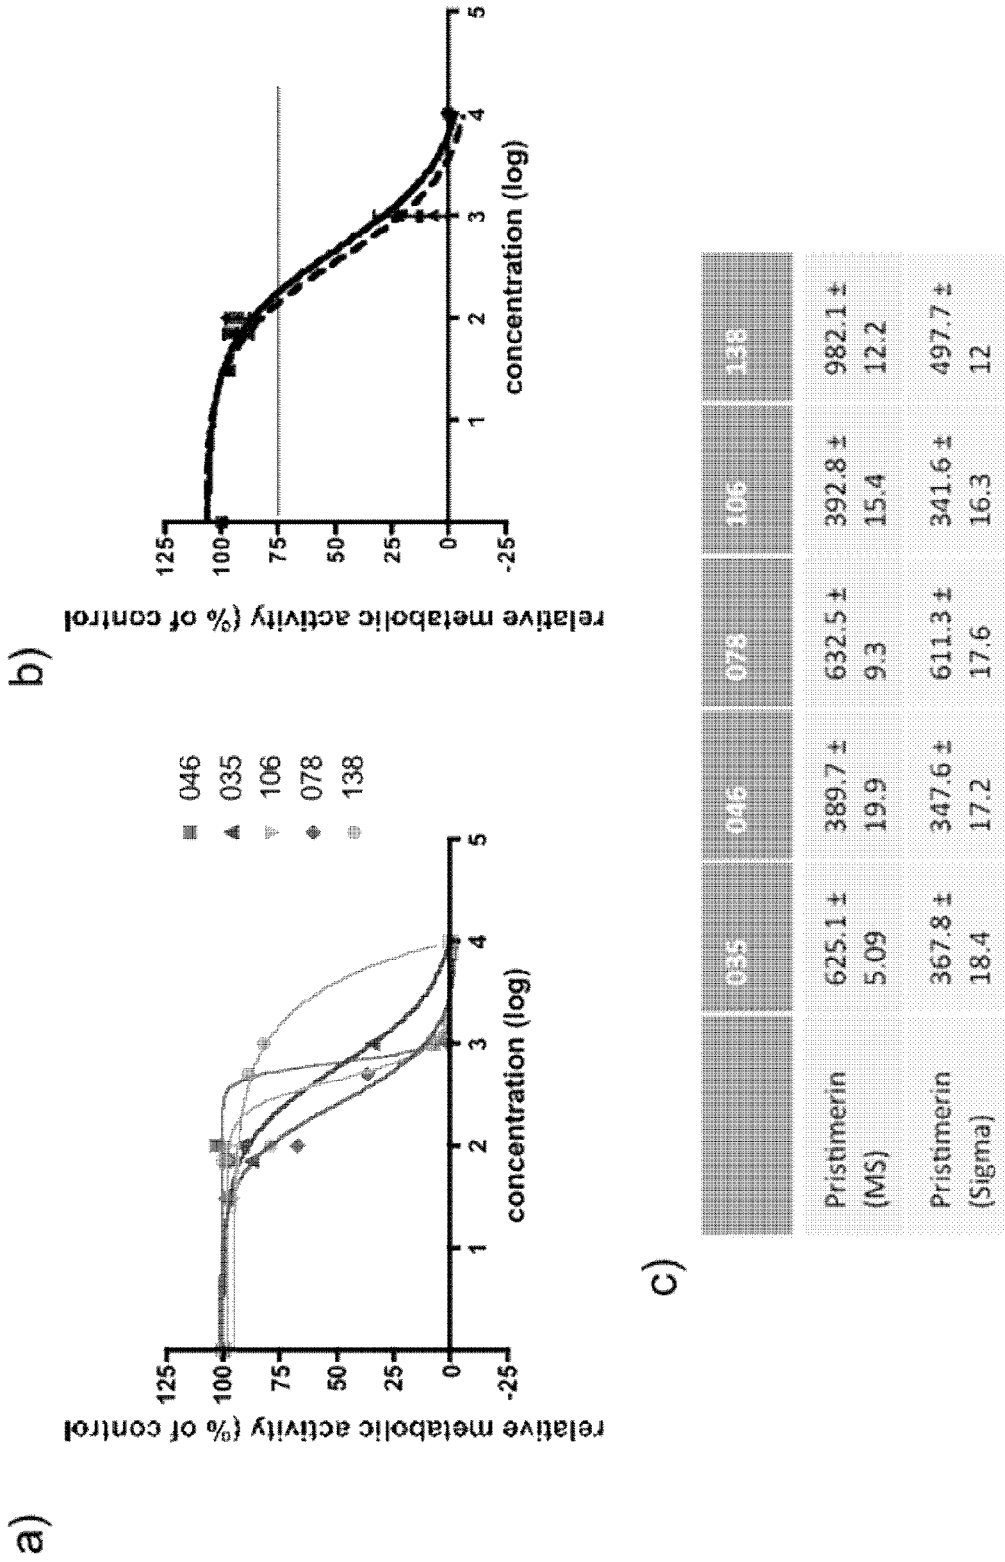 a)
relative metabolic activity (% of control)
125
100
75
50
25
0
-25
1
2
3
4
5
concentration (log)
046
035
106
078
138
b)
relative metabolic activity (% of control)
125
100
75
50
25
0
-25
1
2
3
4
5
concentration (log)
c)
035 046 078 106 138
Pristimerin 625.1 ± 389.7 ± 632.5 ± 392.8 ± 982.1 ±
(MS) 5.09 19.9 9.3 15.4 12.2
Pristimerin 367.8 ± 347.6 ± 611.3 ± 341.6 ± 497.7 ±
(Sigma) 18.4 17.2 17.6 16.3 12